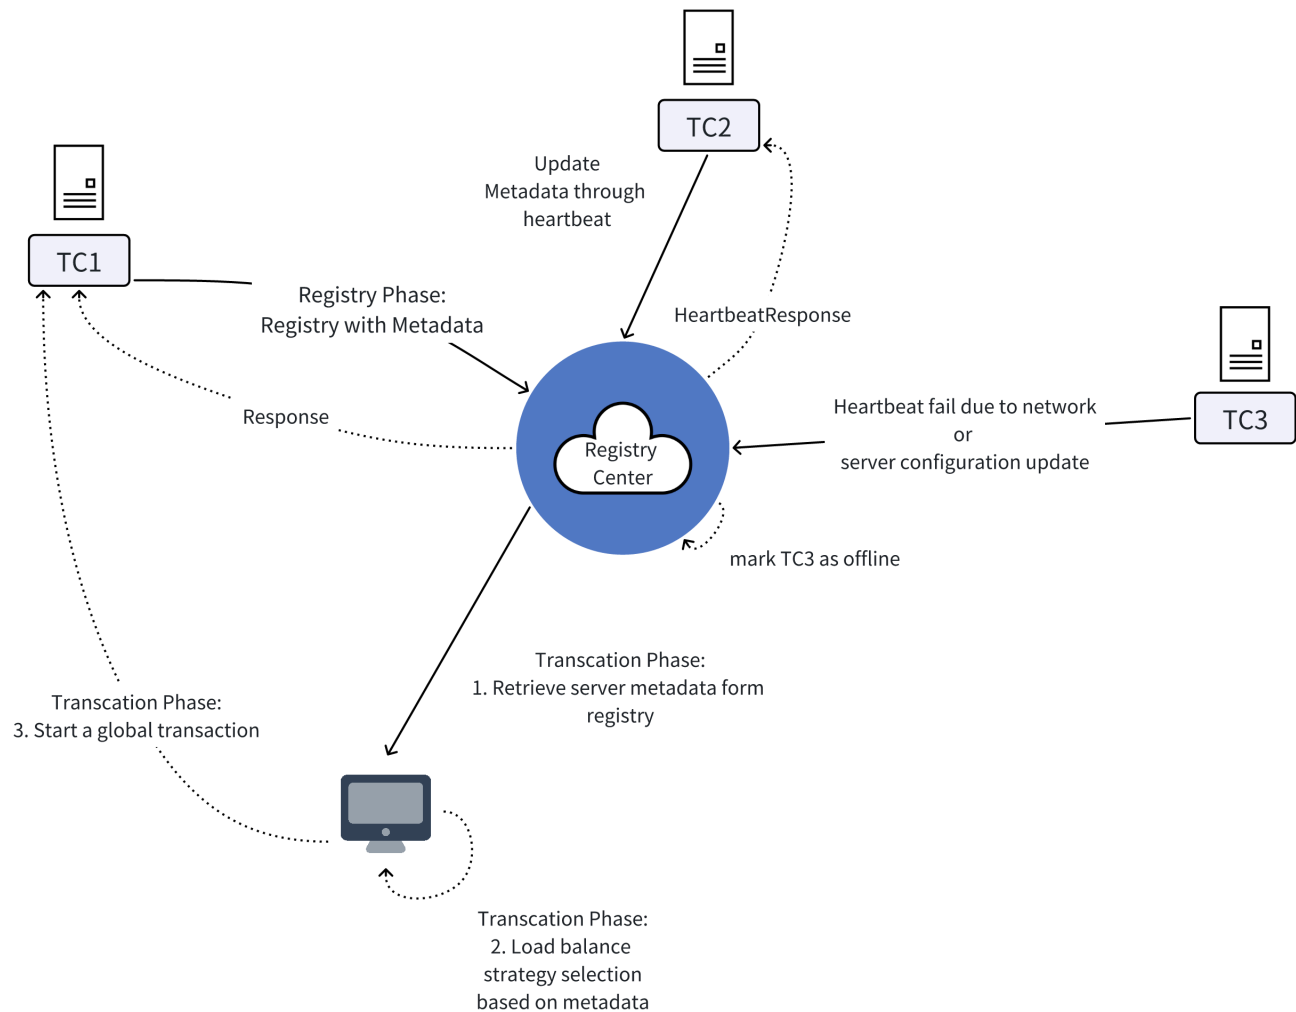 TC2
Update
Metadata through
heartbeat
TC1
Registry Phase:
Registry with Metadata
HeartbeatResponse
Response
Heartbeat fail due to network
or
server configuration update
TC3
Registry
Center
mark TC3 as offline
Transcation Phase:
1. Retrieve server metadata form
registry
Transcation Phase:
3. Start a global transaction
Transcation Phase:
2. Load balance
strategy selection
based on metadata